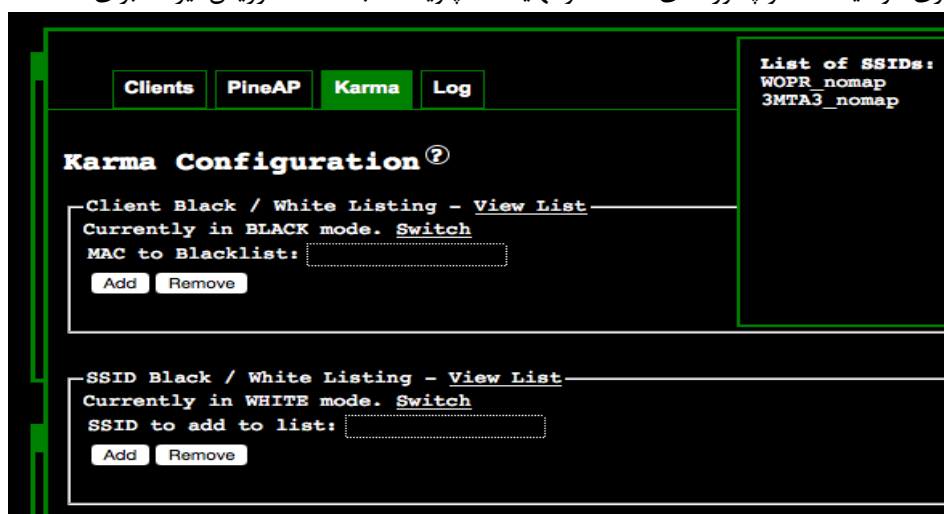 Clients PineAP Karma Log
List of SSIDs:
WOPR_nomap
3MTA3_nomap
Karma Configuration ?
Client Black / White Listing - View List
Currently in BLACK mode. Switch
MAC to Blacklist:
Add Remove
SSID Black / White Listing - View List
Currently in WHITE mode. Switch
SSID to add to list:
Add Remove